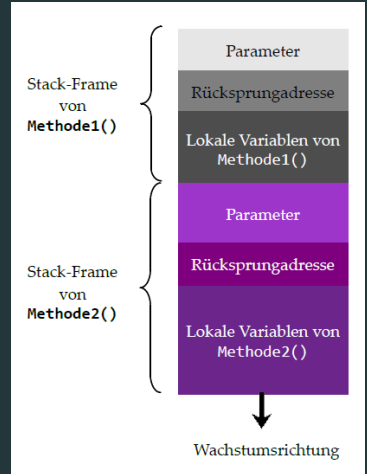 Stack-Frame
von
Methode1()
Parameter
Rücksprungadresse
Lokale Variablen von
Methode1()
Stack-Frame
von
Methode2()
Parameter
Rücksprungadresse
Lokale Variablen von
Methode2()
Wachstumsrichtung